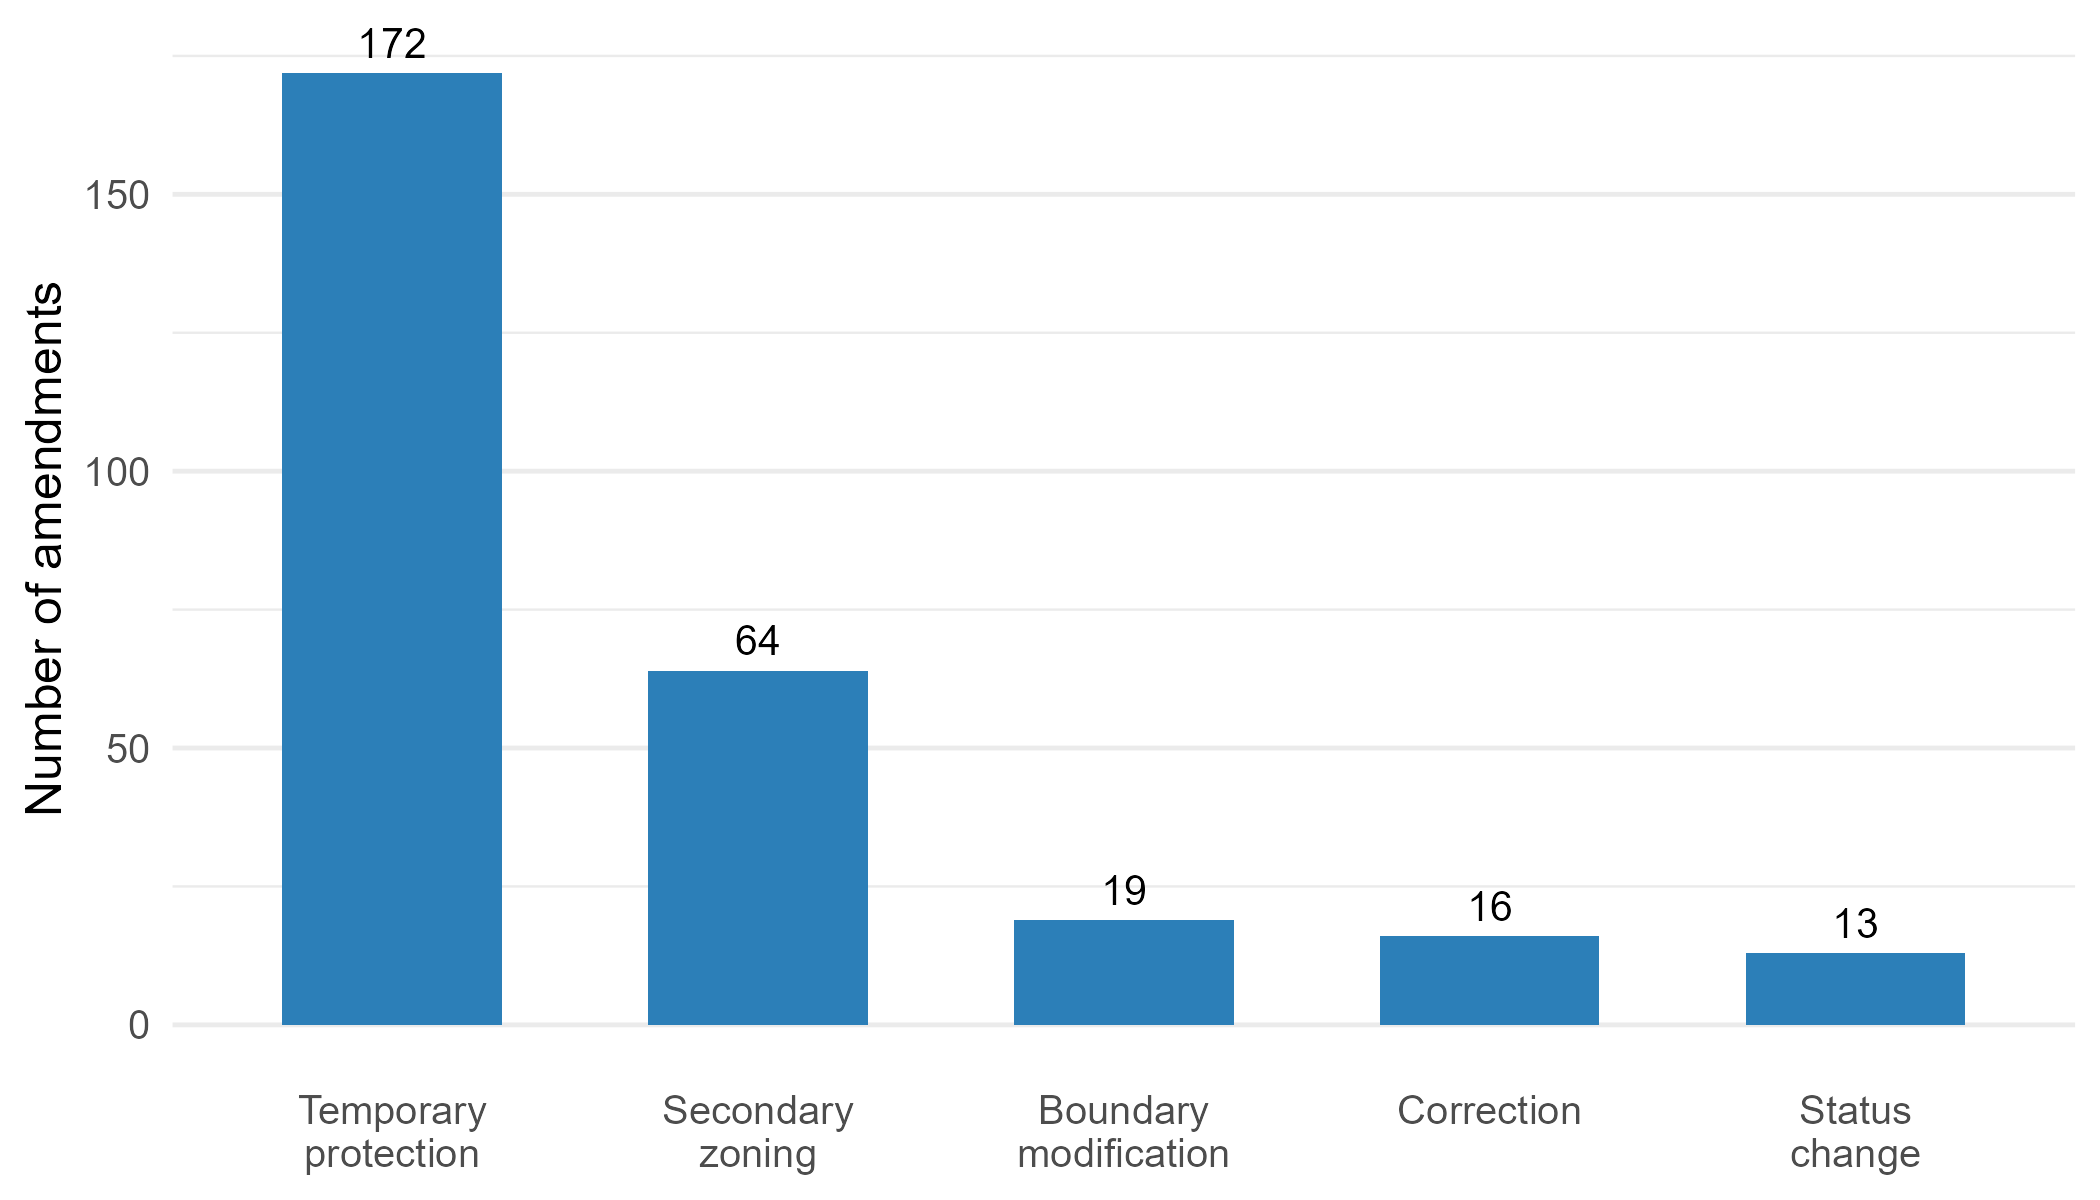 172
150
Number of amendments
100
64
50
19
16
13
0
Temporary
protection
Secondary
zoning
Boundary
modification
Correction
Status
change